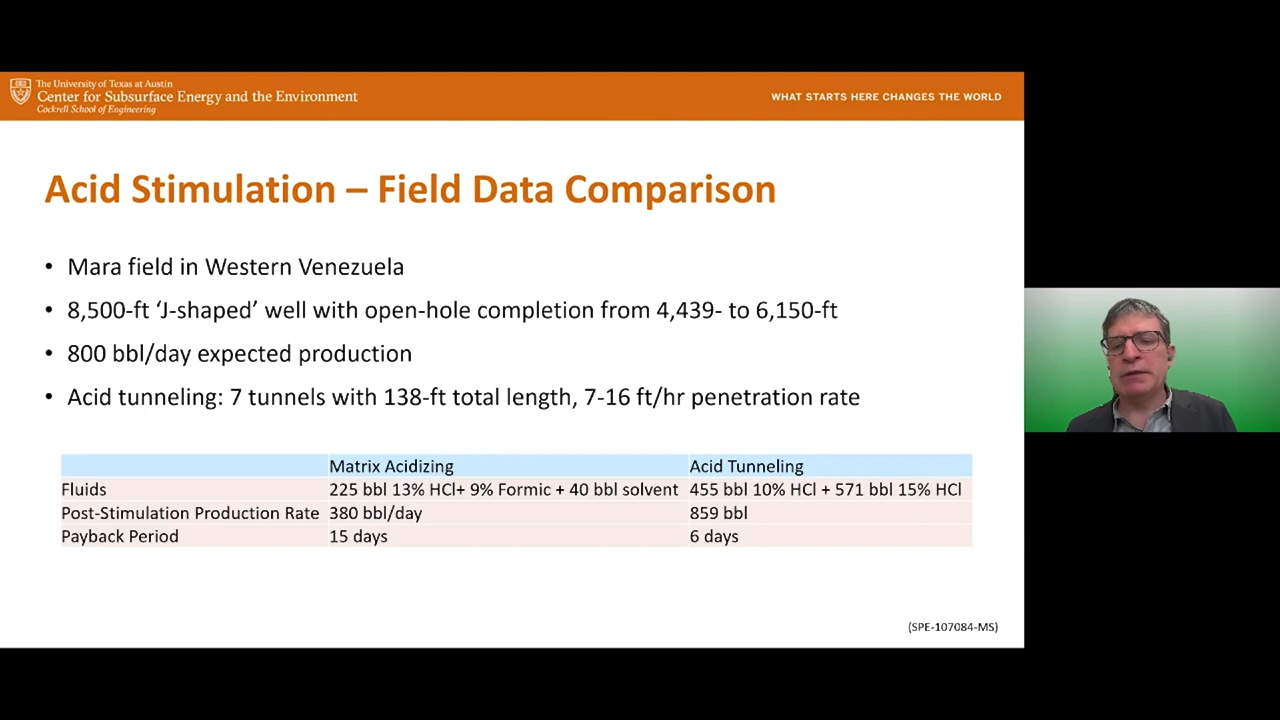 The University of Texas at Austin
Center for Subsurface Energy and the Environment
Cockrell School of Engineering
WHAT STARTS HERE CHANGES THE WORLD
Acid Stimulation – Field Data Comparison
• Mara field in Western Venezuela
• 8,500-ft ‘J-shaped’ well with open-hole completion from 4,439- to 6,150-ft
• 800 bbl/day expected production
• Acid tunneling: 7 tunnels with 138-ft total length, 7-16 ft/hr penetration rate
Matrix Acidizing Acid Tunneling
Fluids 225 bbl 13% HCl+ 9% Formic + 40 bbl solvent 455 bbl 10% HCl + 571 bbl 15% HCl
Post-Stimulation Production Rate 380 bbl/day 859 bbl
Payback Period 15 days 6 days
(SPE-107084-MS)